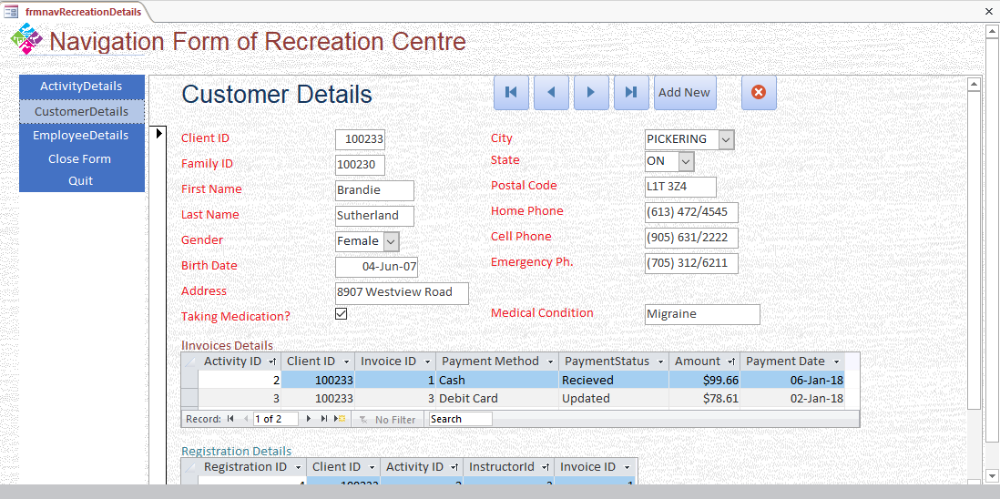 frmnavRecreationDetails
Navigation Form of Recreation Centre
ActivityDetails
CustomerDetails
EmployeeDetails
Close Form
Quit
Customer Details
Add New
Client ID 100233 City PICKERING
Family ID 100230 State ON
First Name Brandie Postal Code L1T 3Z4
Last Name Sutherland Home Phone (613) 472/4545
Gender Female Cell Phone (905) 631/2222
Birth Date 04-Jun-07 Emergency Ph. (705) 312/6211
Address 8907 Westview Road
Taking Medication? Medical Condition Migraine
IInvoices Details
Activity ID Client ID Invoice ID Payment Method PaymentStatus Amount Payment Date
2 100233 1 Cash Recieved $99.66 06-Jan-18
3 100233 3 Debit Card Updated $78.61 02-Jan-18
Record: 1 of 2 No Filter Search
Registration Details
Registration ID Client ID Activity ID InstructorId Invoice ID